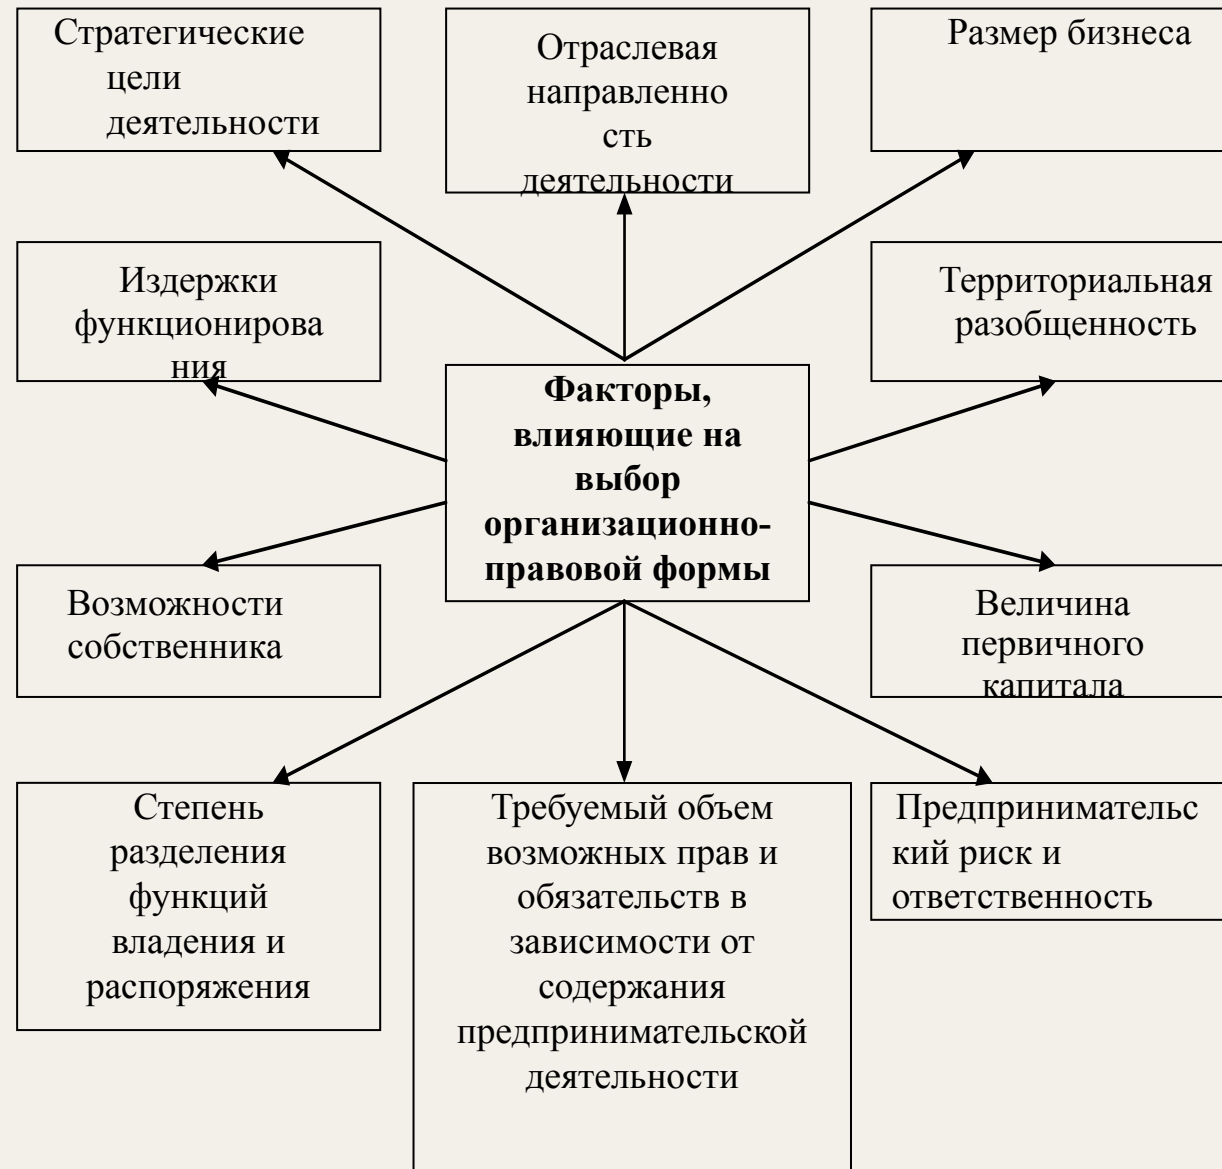 Стратегические
цели
деятельности
Отраслевая
направленно
сть
деятельности
Размер бизнеса
Издержки
функционирова
ния
Территориальная
разобщенность
Факторы,
влияющие на
выбор
организационно-
правовой формы
Возможности
собственника
Величина
первичного
капитала
Степень
разделения
функций
владения и
распоряжения
Требуемый объем
возможных прав и
обязательств в
зависимости от
содержания
предпринимательской
деятельности
Предпринимательс
кий риск и
ответственность